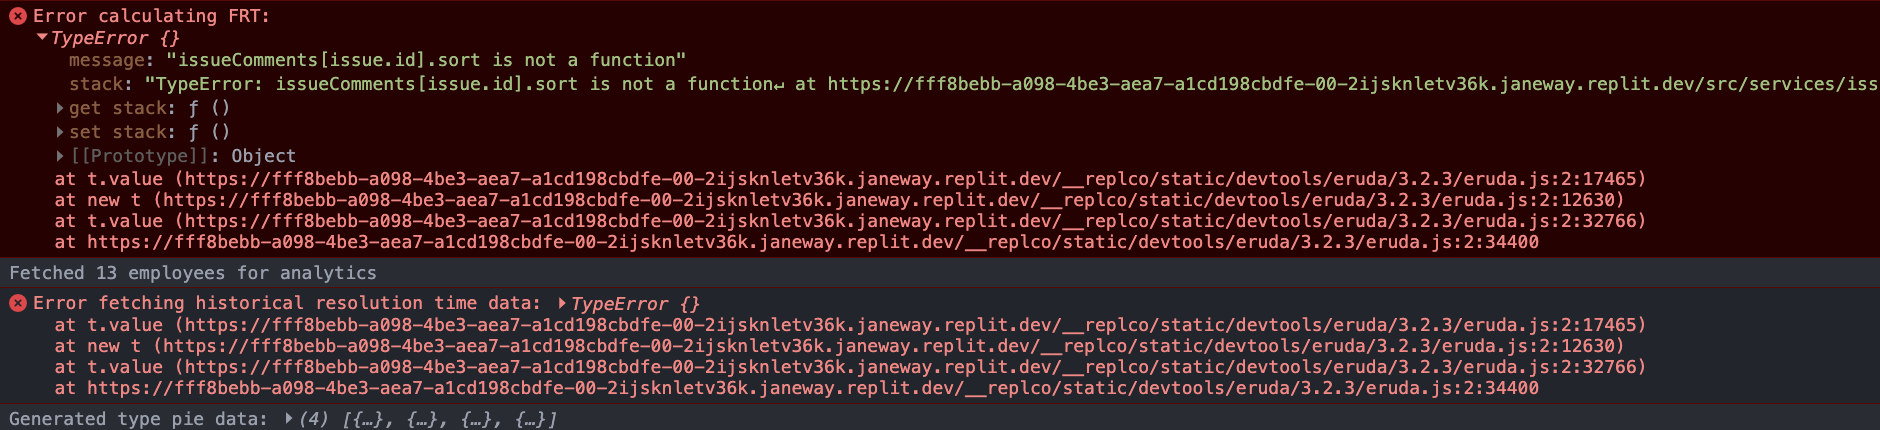 Error calculating FRT:
TypeError {}
message: "issueComments[issue.id].sort is not a function"
stack: "TypeError: issueComments[issue.id].sort is not a function↵ at https://fff8bebb-a098-4be3-aea7-a1cd198cbdfe-00-2ijsknletv36k.janeway.replit.dev/src/services/iss
get stack: ƒ ()
set stack: ƒ ()
[[Prototype]]: Object
at t.value (https://fff8bebb-a098-4be3-aea7-a1cd198cbdfe-00-2ijsknletv36k.janeway.replit.dev/__replco/static/devtools/eruda/3.2.3/eruda.js:2:17465)
at new t (https://fff8bebb-a098-4be3-aea7-a1cd198cbdfe-00-2ijsknletv36k.janeway.replit.dev/__replco/static/devtools/eruda/3.2.3/eruda.js:2:12630)
at t.value (https://fff8bebb-a098-4be3-aea7-a1cd198cbdfe-00-2ijsknletv36k.janeway.replit.dev/__replco/static/devtools/eruda/3.2.3/eruda.js:2:32766)
at https://fff8bebb-a098-4be3-aea7-a1cd198cbdfe-00-2ijsknletv36k.janeway.replit.dev/__replco/static/devtools/eruda/3.2.3/eruda.js:2:34400
Fetched 13 employees for analytics
Error fetching historical resolution time data: TypeError {}
at t.value (https://fff8bebb-a098-4be3-aea7-a1cd198cbdfe-00-2ijsknletv36k.janeway.replit.dev/__replco/static/devtools/eruda/3.2.3/eruda.js:2:17465)
at new t (https://fff8bebb-a098-4be3-aea7-a1cd198cbdfe-00-2ijsknletv36k.janeway.replit.dev/__replco/static/devtools/eruda/3.2.3/eruda.js:2:12630)
at t.value (https://fff8bebb-a098-4be3-aea7-a1cd198cbdfe-00-2ijsknletv36k.janeway.replit.dev/__replco/static/devtools/eruda/3.2.3/eruda.js:2:32766)
at https://fff8bebb-a098-4be3-aea7-a1cd198cbdfe-00-2ijsknletv36k.janeway.replit.dev/__replco/static/devtools/eruda/3.2.3/eruda.js:2:34400
Generated type pie data: (4) [{…}, {…}, {…}, {…}]